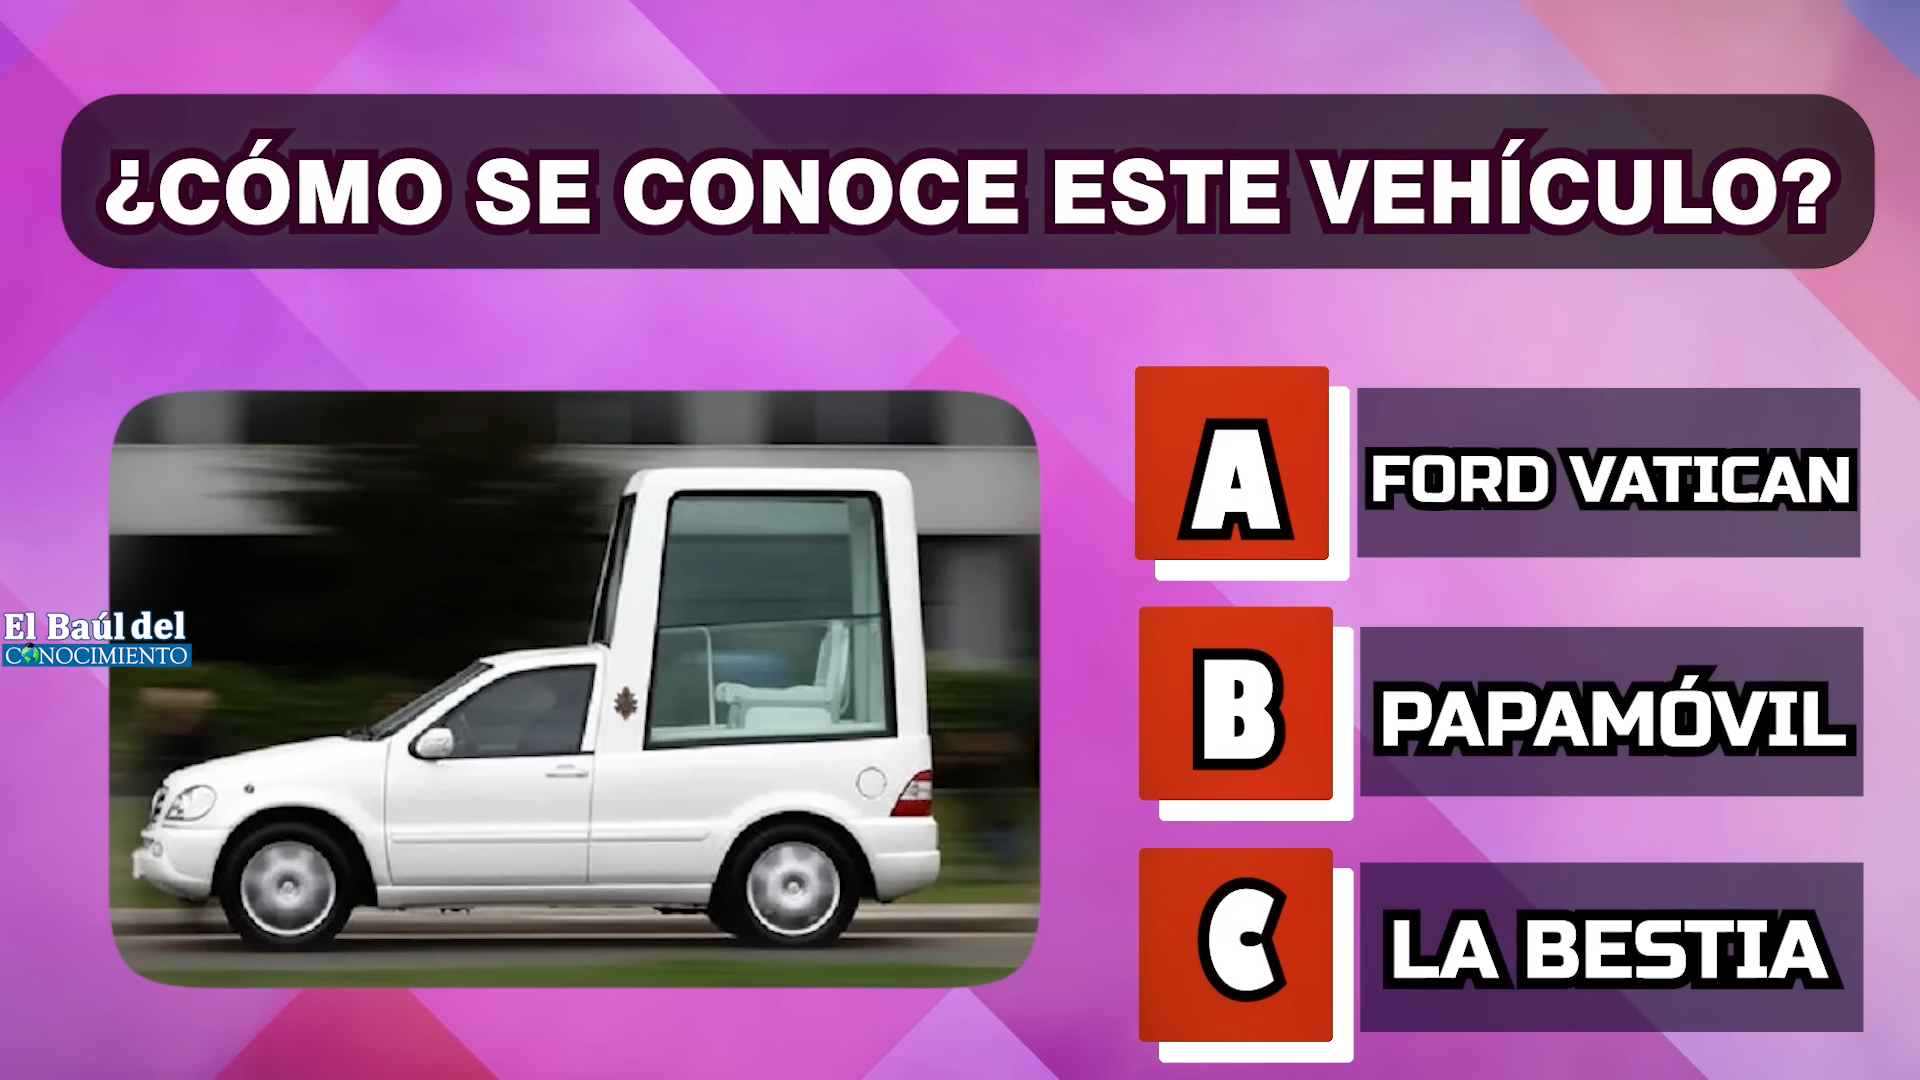 ¿CÓMO SE CONOCE ESTE VEHÍCULO?
A
FORD VATICAN
El Baúl del
CONOCIMIENTO
B
PAPAMÓVIL
C
LA BESTIA